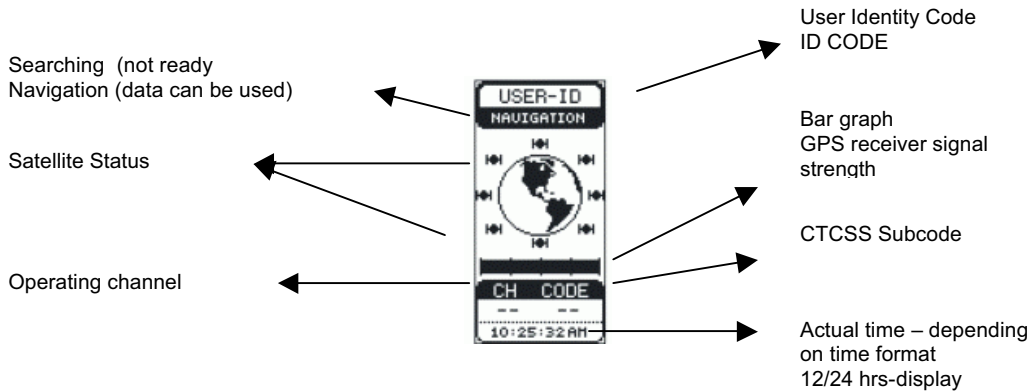 User Identity Code
ID CODE
Searching (not ready
Navigation (data can be used)
USER-ID
NAVIGATION
Bar graph
GPS receiver signal
strength
Satellite Status
CTCSS Subcode
Operating channel
CH CODE
-- --
10:25:32AM
Actual time – depending
on time format
12/24 hrs-display